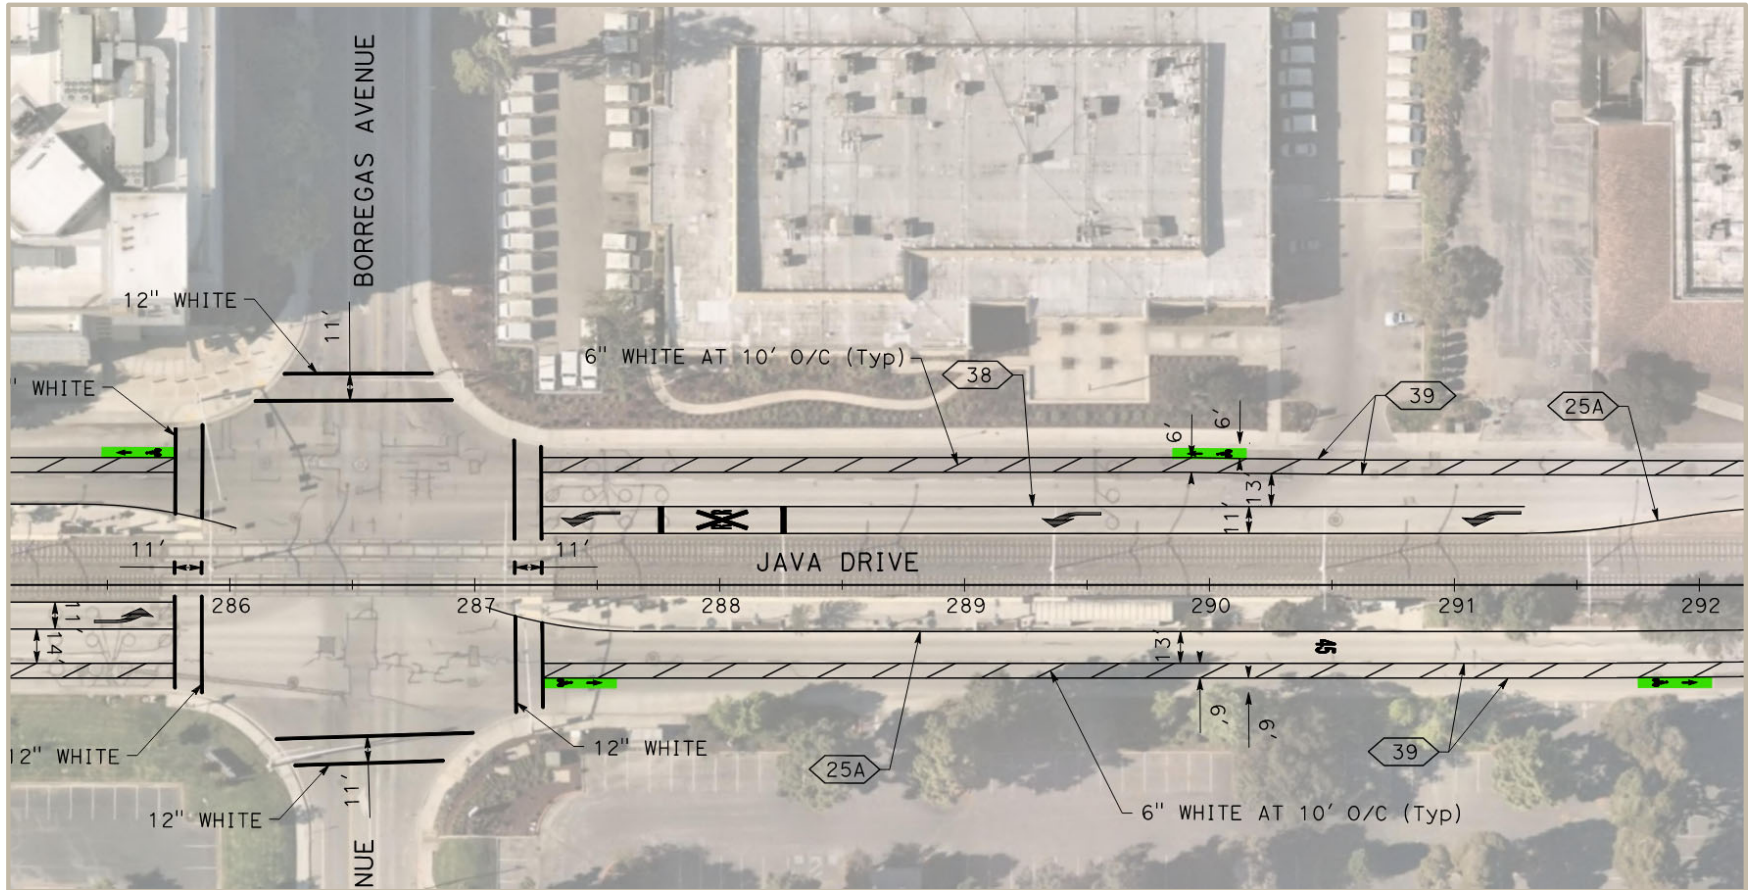 BORREGAS AVENUE
12" WHITE
11'
" WHITE
6" WHITE AT 10' O/C (Typ)
38
39
25A
6'
6'
13'
11'
11'
11'
JAVA DRIVE
286
287
288
289
290
291
292
11'
14'
13'
45
6'
6'
12" WHITE
12" WHITE
25A
39
11'
12" WHITE
6" WHITE AT 10' O/C (Typ)
NUE